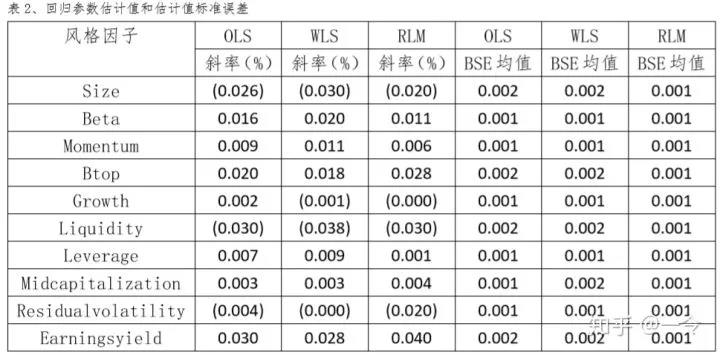 表 2、回归参数估计值和估计值标准误差
风格因子 OLS WLS RLM OLS WLS RLM
斜率(%) 斜率(%) 斜率(%) BSE 均值 BSE 均值 BSE 均值
Size (0.026) (0.030) (0.020) 0.002 0.002 0.001
Beta 0.016 0.020 0.011 0.001 0.001 0.001
Momentum 0.009 0.011 0.006 0.001 0.001 0.001
Btop 0.020 0.018 0.028 0.002 0.002 0.001
Growth 0.002 (0.001) (0.000) 0.001 0.001 0.001
Liquidity (0.030) (0.038) (0.030) 0.002 0.002 0.001
Leverage 0.007 0.009 0.001 0.001 0.001 0.001
Midcapitalization 0.003 0.003 0.004 0.001 0.002 0.001
Residualvolatility (0.004) (0.000) (0.020) 0.001 0.001 0.001
Earningsyield 0.030 0.028 0.040 0.002 0.002 0.001
知乎 @一今